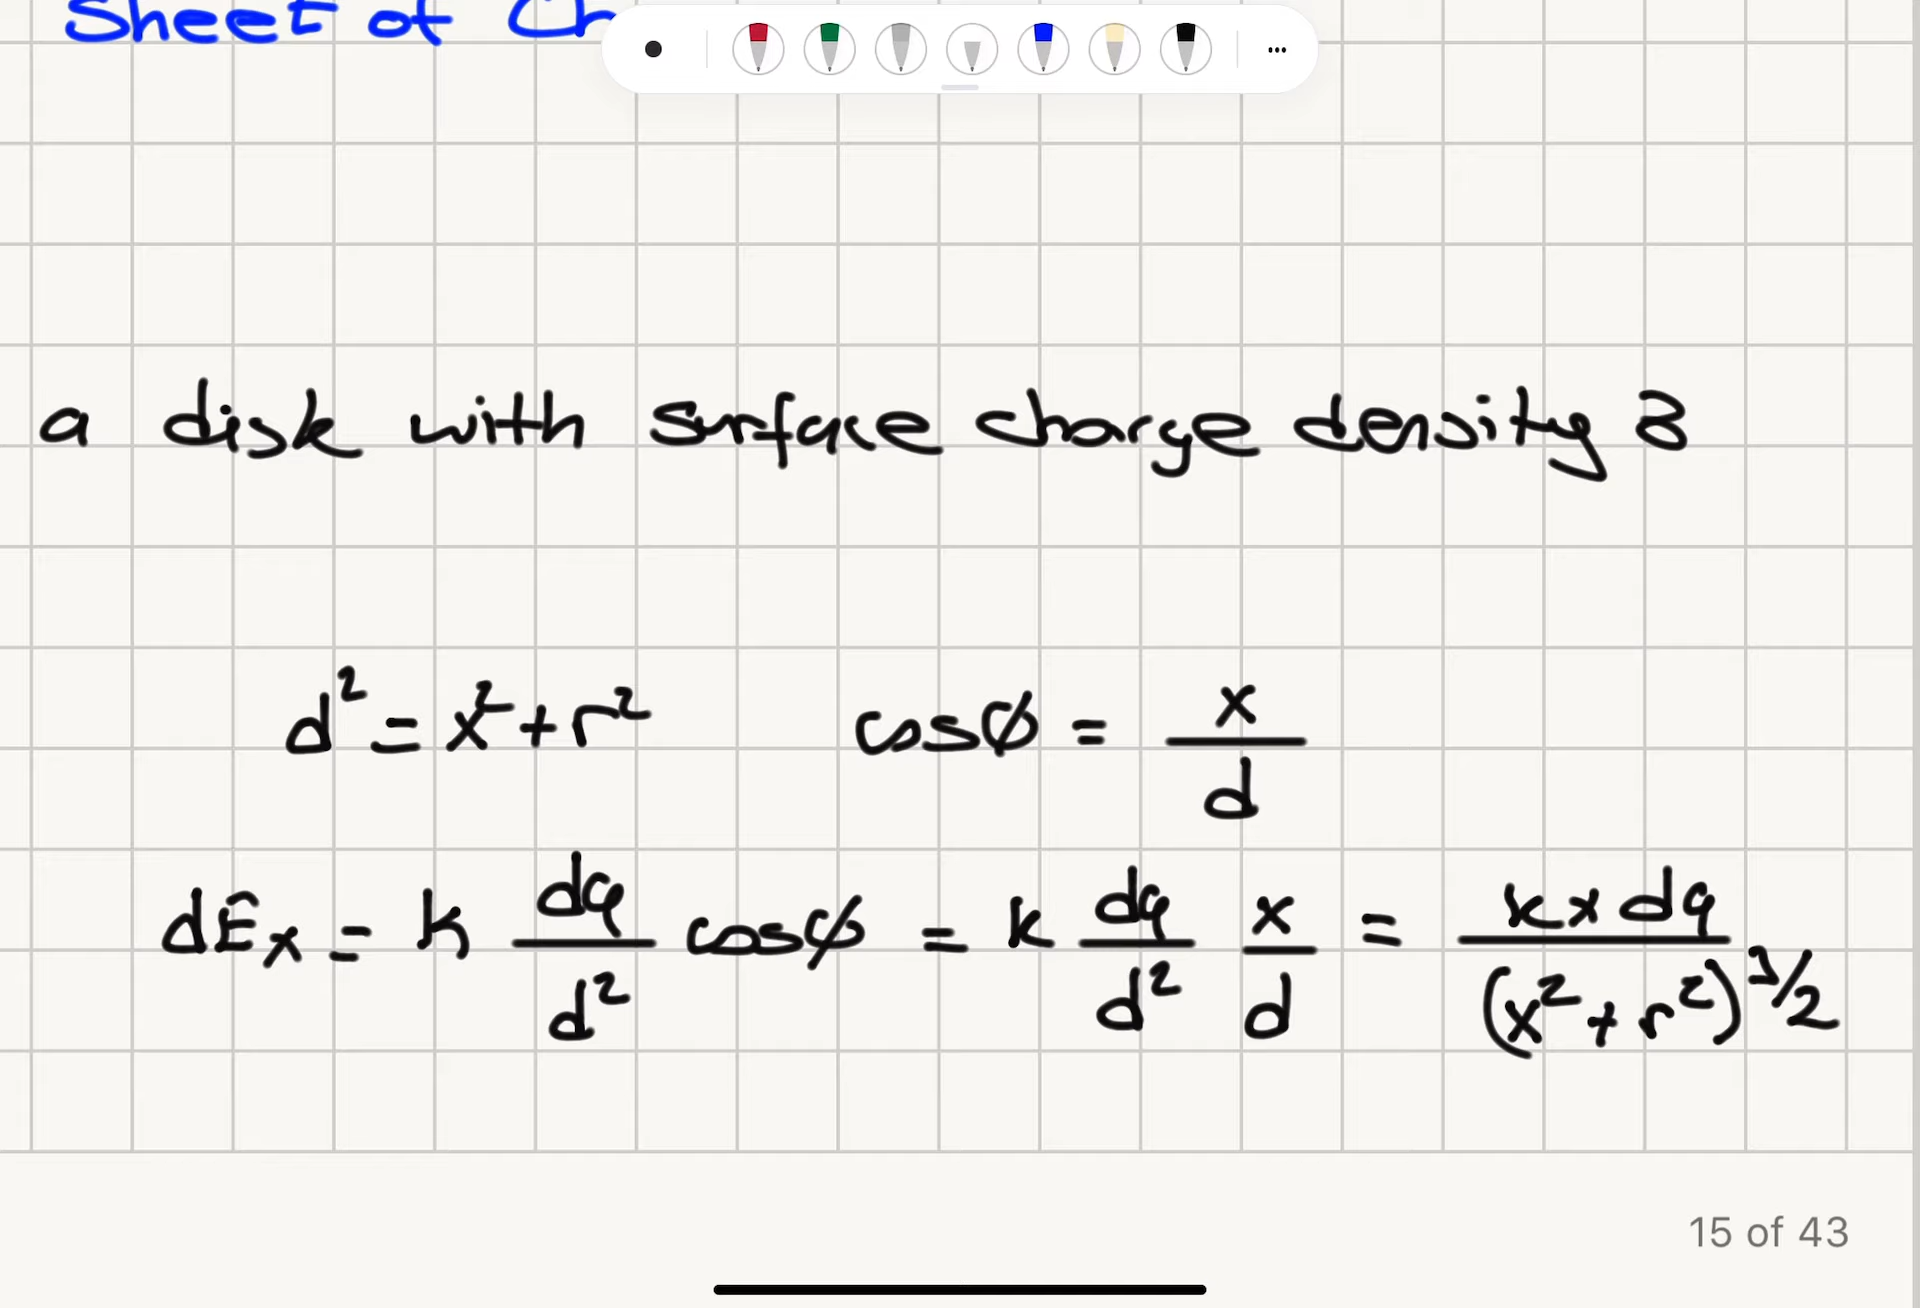 Sheet of Ch
a disk with surface charge density
d² = x² + r² cosϕ = x/d
dEx = k dq/d² cosϕ = k dq/d² x/d = kx dq/(x² + r²)^3/2
15 of 43